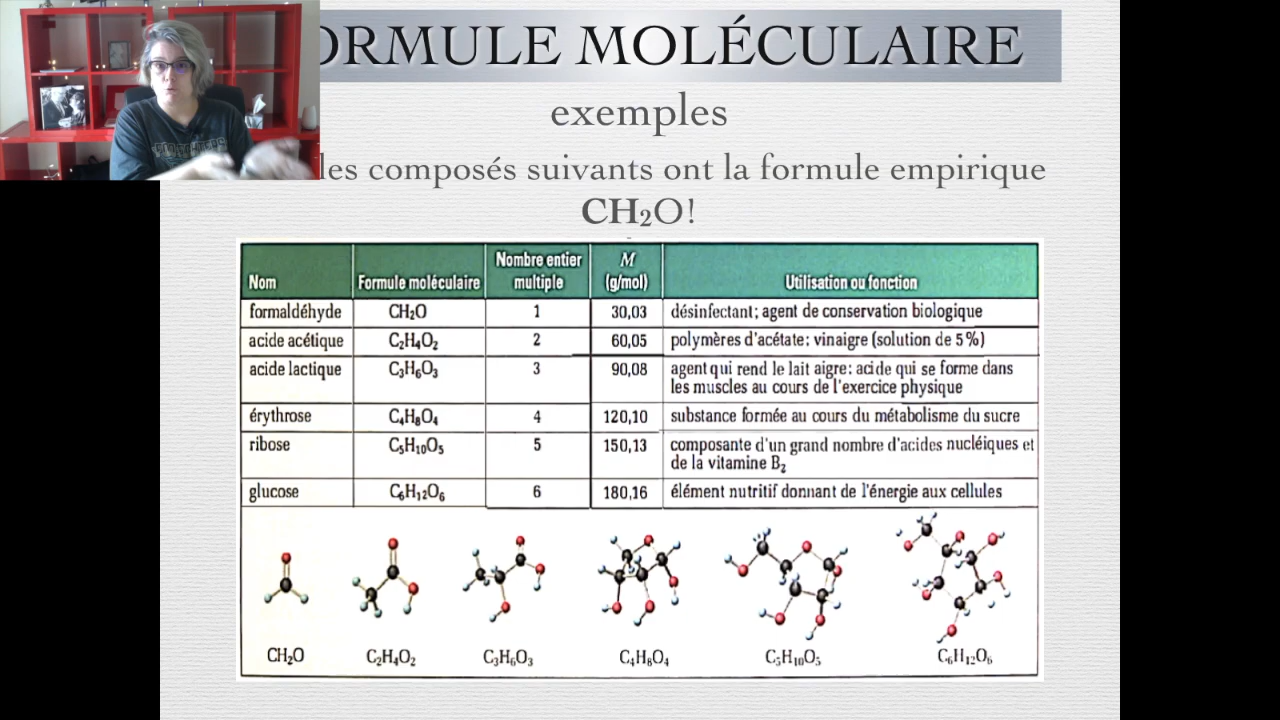 ORMULE MOLÉCULAIRE
exemples
les composés suivants ont la formule empirique
CH₂O!
Nom Formule moléculaire Nombre entier multiple M (g/mol) Utilisation ou fonction
formaldéhyde CH₂O 1 30,03 désinfectant; agent de conservation biologique
acide acétique C₂H₄O₂ 2 60,05 polymères d'acétate; vinaigre (solution de 5 %)
acide lactique C₃H₆O₃ 3 90,08 agent qui rend le lait aigre; acide qui se forme dans
les muscles au cours de l'exercice physique
érythrose C₄H₈O₄ 4 120,10 substance formée au cours du métabolisme du sucre
ribose C₅H₁₀O₅ 5 150,13 composante d'un grand nombre d'acides nucléiques et
de la vitamine B₂
glucose C₆H₁₂O₆ 6 180,16 élément nutritif donnant de l'énergie aux cellules
CH₂O C₂H₄O₂ C₃H₆O₃ C₄H₈O₄ C₅H₁₀O₅ C₆H₁₂O₆